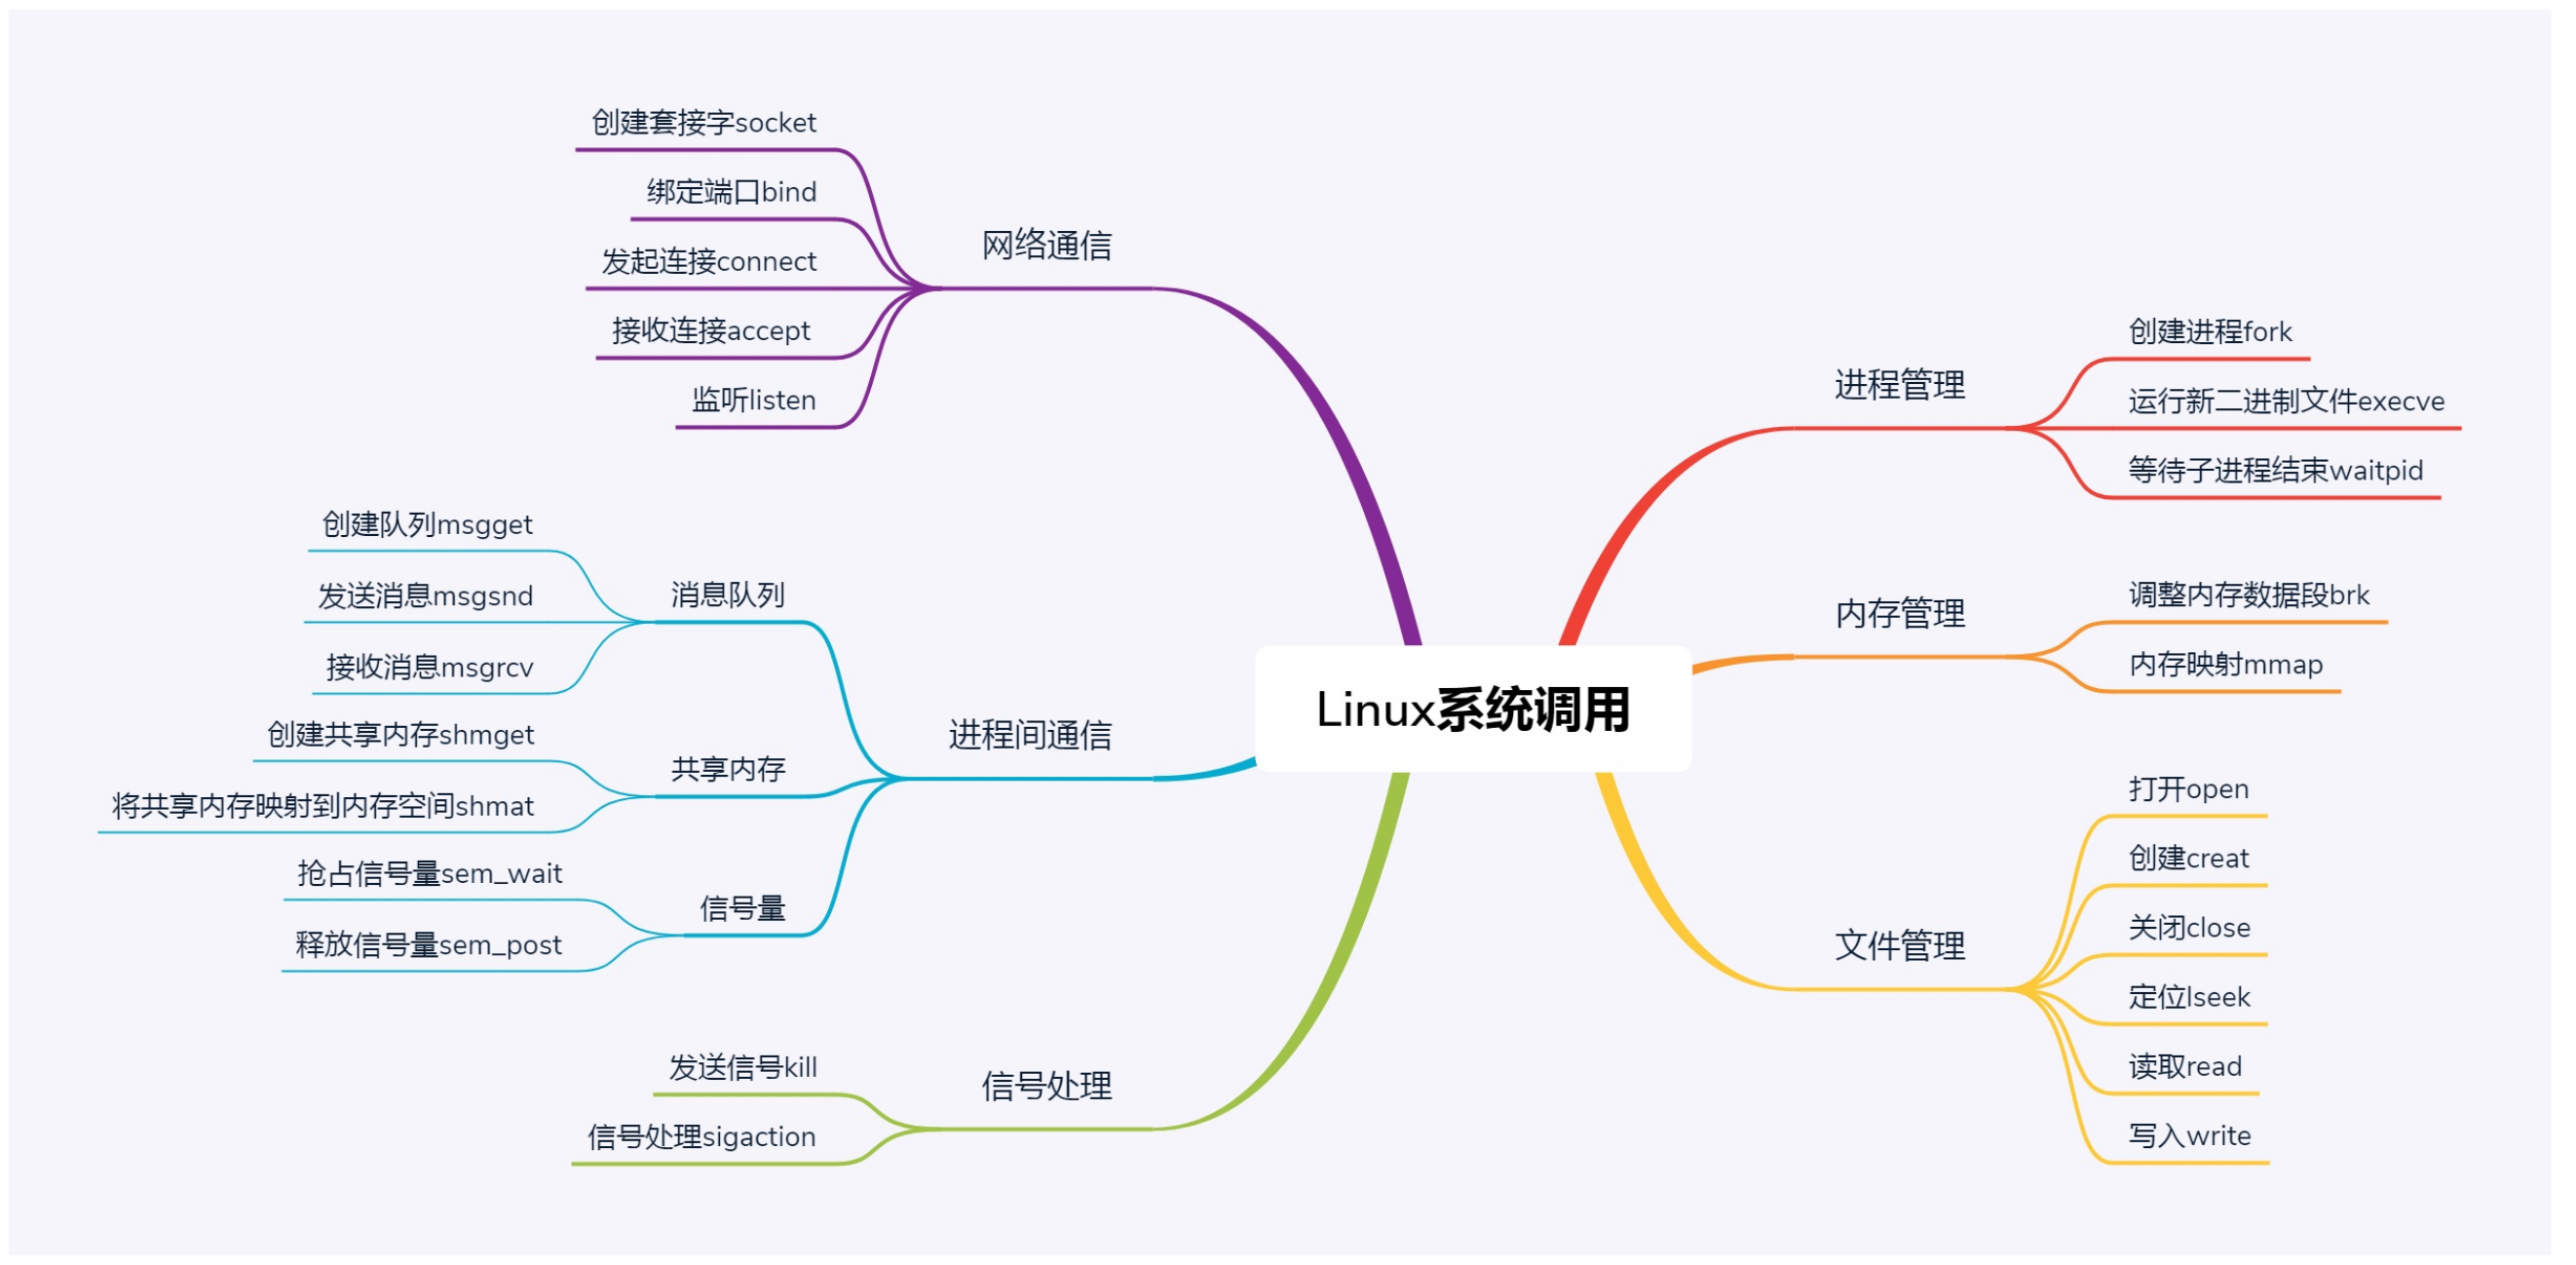 Linux系统调用
网络通信
创建套接字socket
绑定端口bind
发起连接connect
接收连接accept
监听listen
进程间通信
消息队列
创建队列msgget
发送消息msgsnd
接收消息msgrcv
共享内存
创建共享内存shmget
将共享内存映射到内存空间shmat
信号量
抢占信号量sem_wait
释放信号量sem_post
信号处理
发送信号kill
信号处理sigaction
进程管理
创建进程fork
运行新二进制文件execve
等待子进程结束waitpid
内存管理
调整内存数据段brk
内存映射mmap
文件管理
打开open
创建creat
关闭close
定位lseek
读取read
写入write